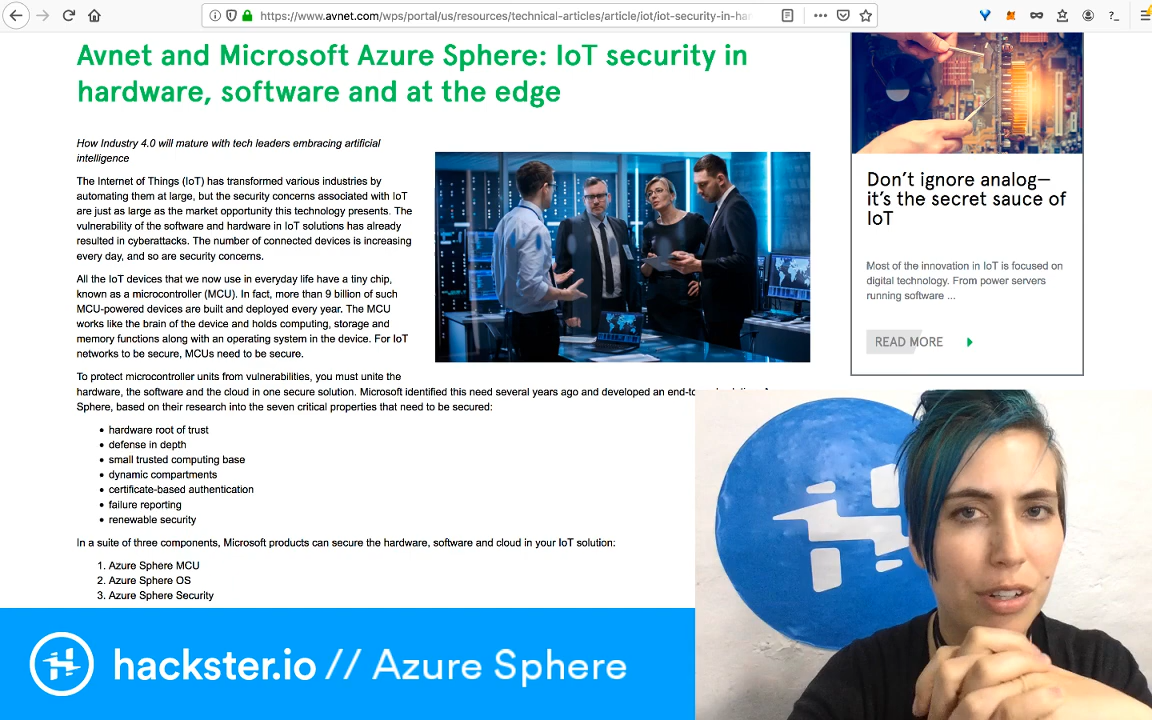 https://www.avnet.com/wps/portal/us/resources/technical-articles/article/iot/iot-security-in-ha
Avnet and Microsoft Azure Sphere: IoT security in
hardware, software and at the edge
How Industry 4.0 will mature with tech leaders embracing artificial
intelligence
The Internet of Things (IoT) has transformed various industries by
automating them at large, but the security concerns associated with IoT
are just as large as the market opportunity this technology presents. The
vulnerability of the software and hardware in IoT solutions has already
resulted in cyberattacks. The number of connected devices is increasing
every day, and so are security concerns.
All the IoT devices that we now use in everyday life have a tiny chip,
known as a microcontroller (MCU). In fact, more than 9 billion of such
MCU-powered devices are built and deployed every year. The MCU
works like the brain of the device and holds computing, storage and
memory functions along with an operating system in the device. For IoT
networks to be secure, MCUs need to be secure.
To protect microcontroller units from vulnerabilities, you must unite the
hardware, the software and the cloud in one secure solution. Microsoft identified this need several years ago and developed an
Sphere, based on their research into the seven critical properties that need to be secured:
• hardware root of trust
• defense in depth
• small trusted computing base
• dynamic compartments
• certificate-based authentication
• failure reporting
• renewable security
In a suite of three components, Microsoft products can secure the hardware, software and cloud in your IoT solution:
1. Azure Sphere MCU
2. Azure Sphere OS
3. Azure Sphere Security
Don't ignore analog—
it's the secret sauce of
IoT
Most of the innovation in IoT is focused on
digital technology. From power servers
running software ...
READ MORE
hackster.io // Azure Sphere